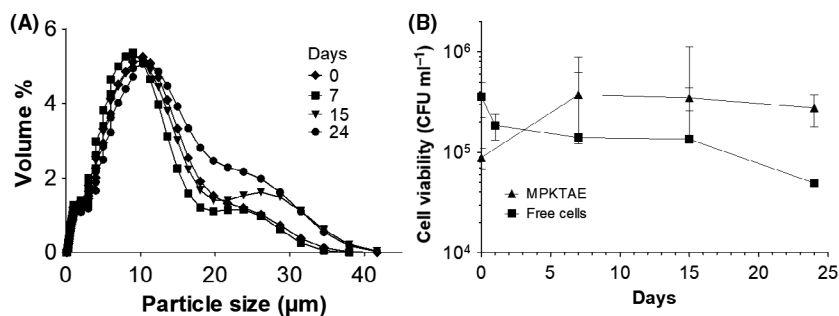 (A)
Volume %
6
4
2
0
Days
0
7
15
24
0 10 20 30 40 50
Particle size (µm)
(B)
Cell viability (CFU ml⁻¹)
10⁶
10⁵
10⁴
MPKTAE
Free cells
0 5 10 15 20 25
Days